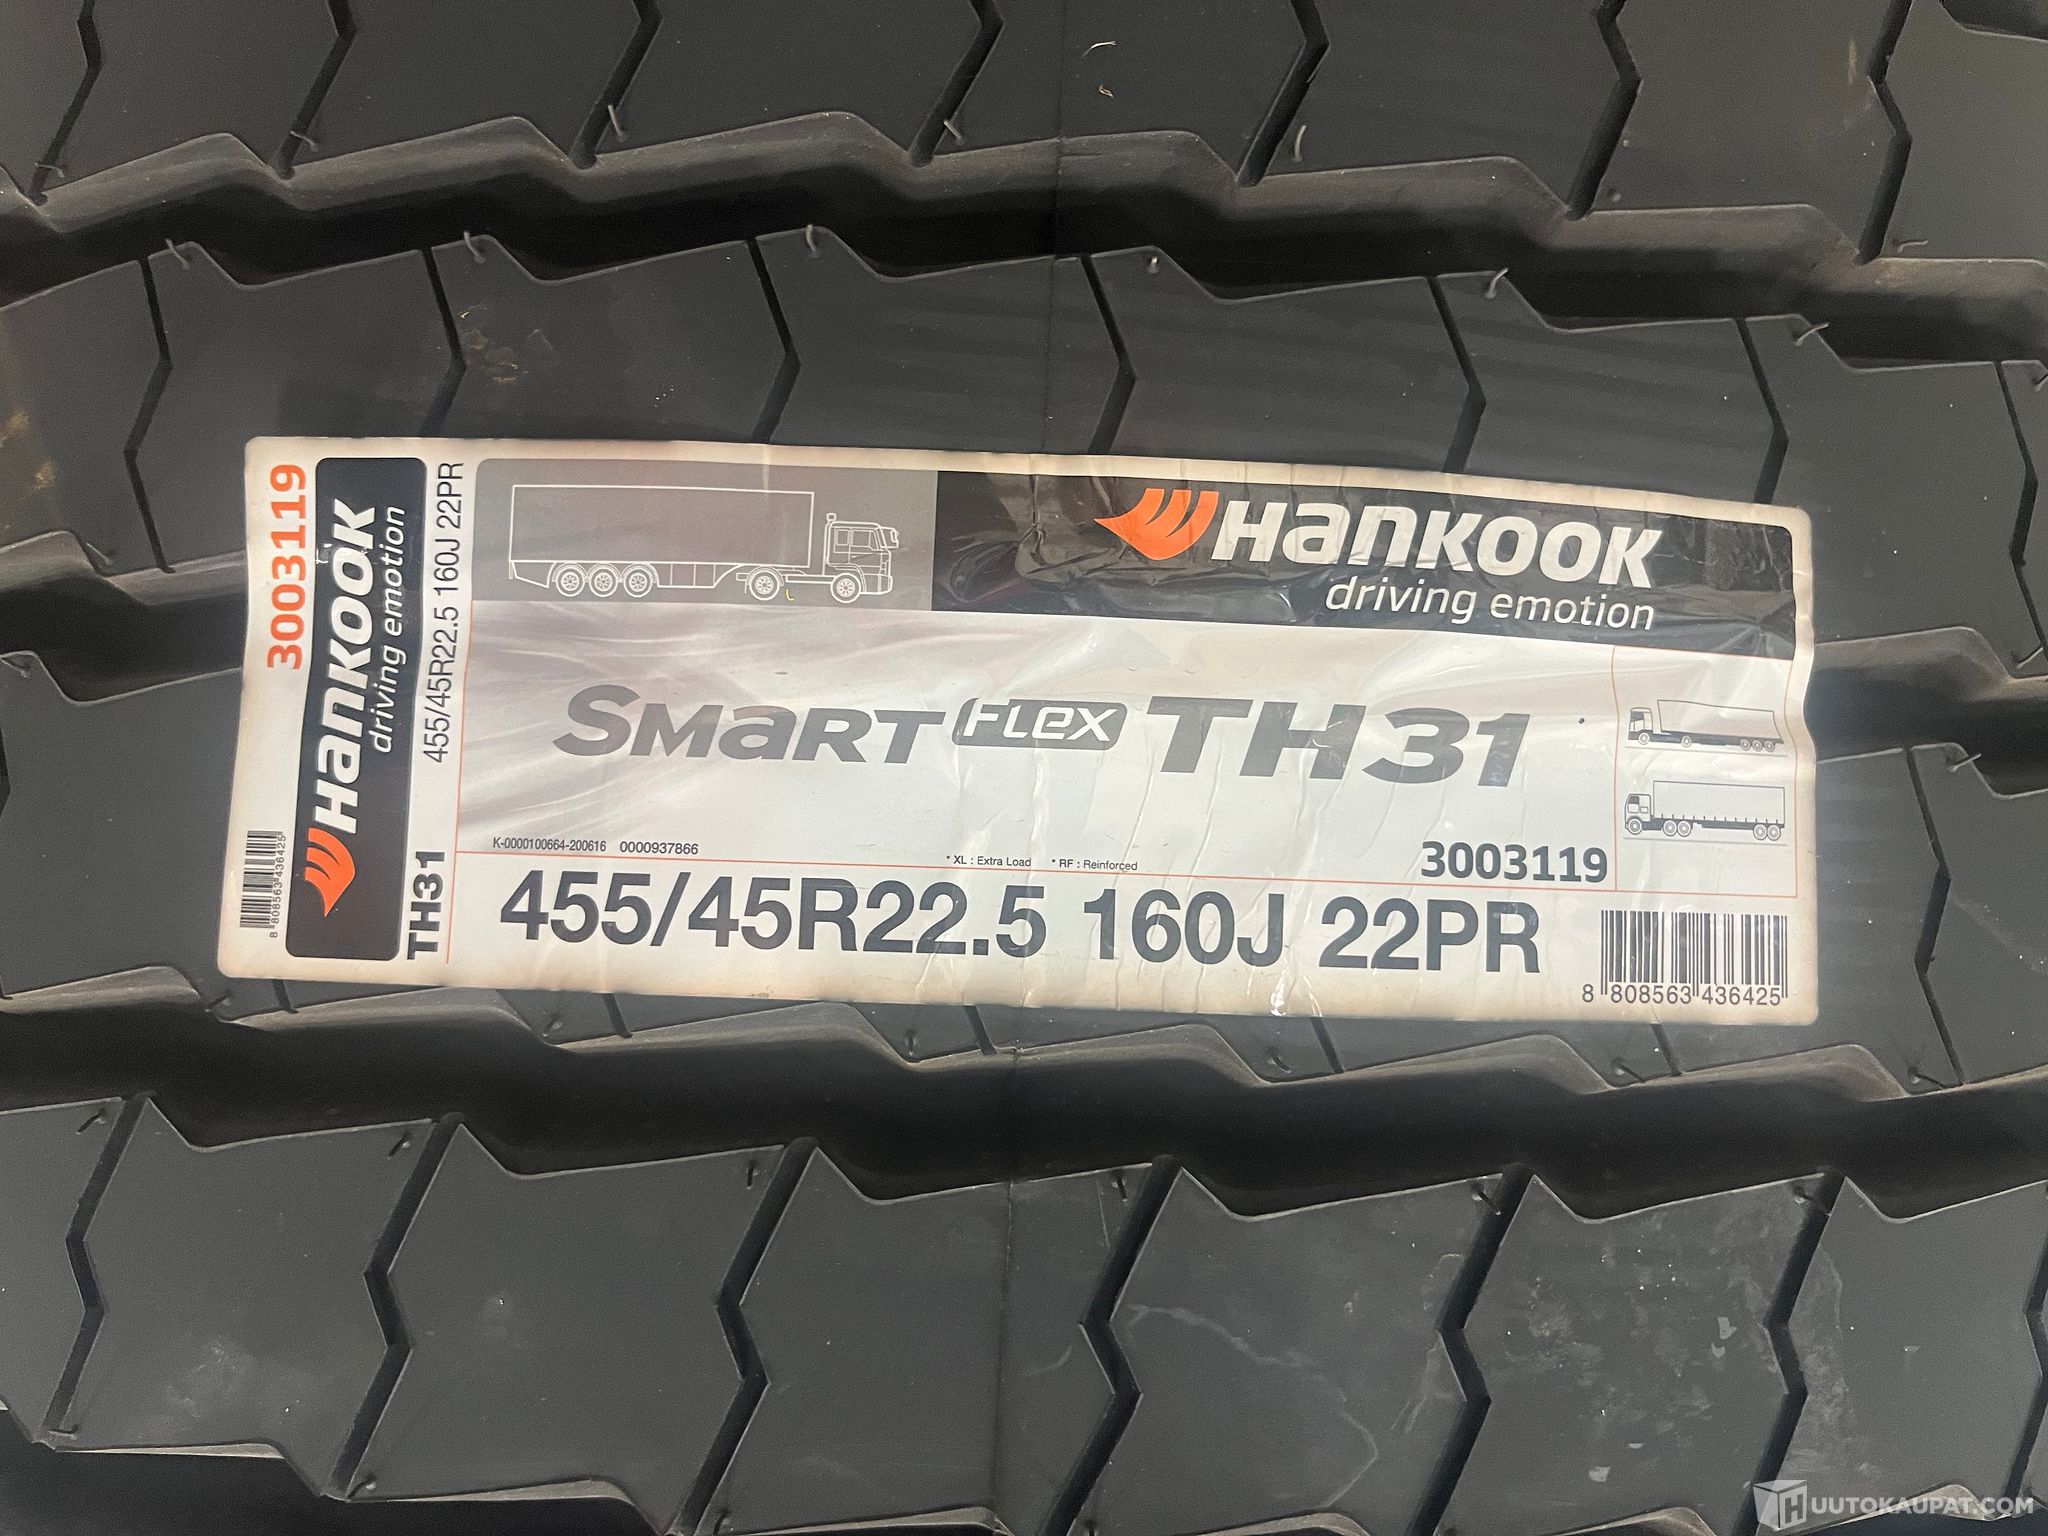 3003119
HANKOOK
driving emotion
455/45R22.5 160J 22PR
TH31
8 808563 436425
HANKOOK
driving emotion
SMART FLEX TH31
K-0000100664-200616 0000937866
* XL : Extra Load * RF : Reinforced
3003119
455/45R22.5 160J 22PR
8 808563 436425
HUUTOKAUPAT.COM